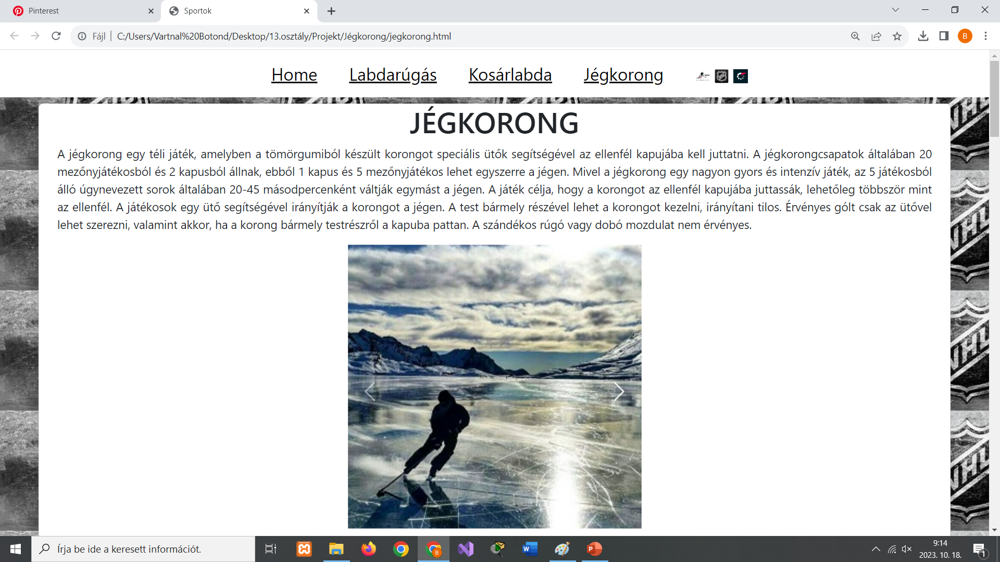 Pinterest
Sportok
Fájl
C:/Users/Vartnal%20Botond/Desktop/13.osztály/Projekt/Jégkorong/jegkorong.html
B
Home Labdarúgás Kosárlabda Jégkorong
JÉGKORONG
A jégkorong egy téli játék, amelyben a tömörgumiból készült korongot speciális ütők segítségével az ellenfél kapujába kell juttatni. A jégkorongcsapatok általában 20
mezőnyjátékosból és 2 kapusból állnak, ebből 1 kapus és 5 mezőnyjátékos lehet egyszerre a jégen. Mivel a jégkorong egy nagyon gyors és intenzív játék, az 5 játékosból
álló úgynevezett sorok általában 20-45 másodpercenként váltják egymást a jégen. A játék célja, hogy a korongot az ellenfél kapujába juttassák, lehetőleg többször mint
az ellenfél. A játékosok egy ütő segítségével irányítják a korongot a jégen. A test bármely részével lehet a korongot kezelni, irányítani tilos. Érvényes gólt csak az ütővel
lehet szerezni, valamint akkor, ha a korong bármely testrészről a kapuba pattan. A szándékos rúgó vagy dobó mozdulat nem érvényes.
NHL
NHL
NHL
NHL
Írja be ide a keresett információt.
B
W
P
9:14
2023. 10. 18.
1